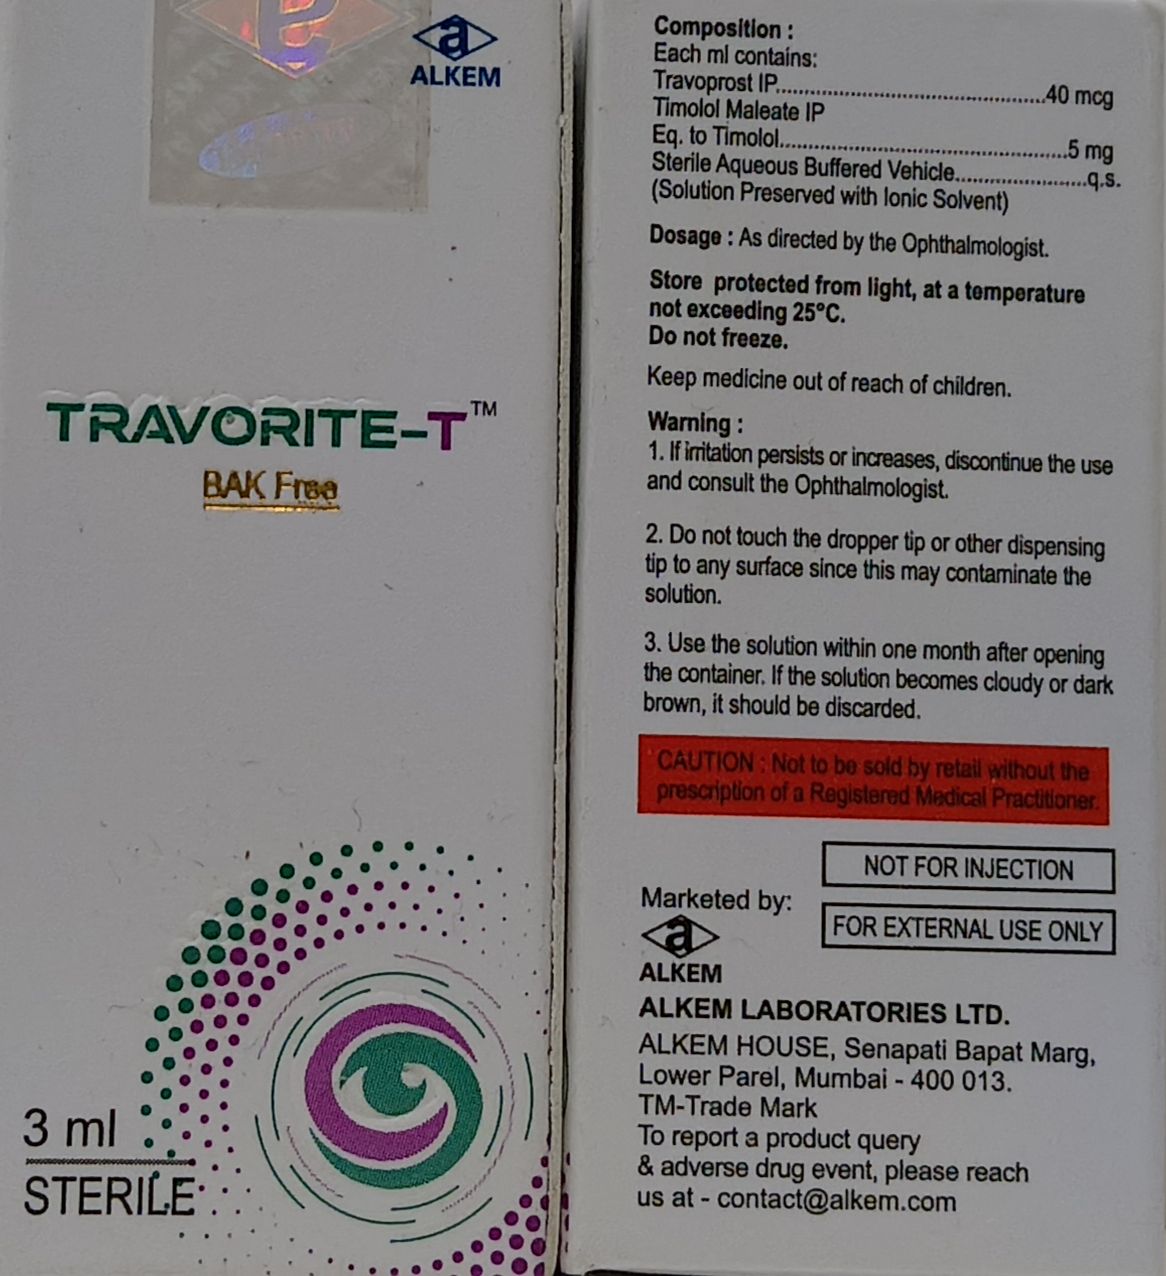 a
ALKEM
TRAVORITE-T™
BAK Free
3 ml
STERILE
Composition :
Each ml contains:
Travoprost IP..............................................40 mcg
Timolol Maleate IP
Eq. to Timolol.................................................5 mg
Sterile Aqueous Buffered Vehicle.......................q.s.
(Solution Preserved with Ionic Solvent)
Dosage : As directed by the Ophthalmologist.
Store protected from light, at a temperature
not exceeding 25°C.
Do not freeze.
Keep medicine out of reach of children.
Warning :
1. If irritation persists or increases, discontinue the use
and consult the Ophthalmologist.
2. Do not touch the dropper tip or other dispensing
tip to any surface since this may contaminate the
solution.
3. Use the solution within one month after opening
the container. If the solution becomes cloudy or dark
brown, it should be discarded.
CAUTION : Not to be sold by retail without the
prescription of a Registered Medical Practitioner.
NOT FOR INJECTION
FOR EXTERNAL USE ONLY
Marketed by:
a
ALKEM
ALKEM LABORATORIES LTD.
ALKEM HOUSE, Senapati Bapat Marg,
Lower Parel, Mumbai - 400 013.
TM-Trade Mark
To report a product query
& adverse drug event, please reach
us at - contact@alkem.com